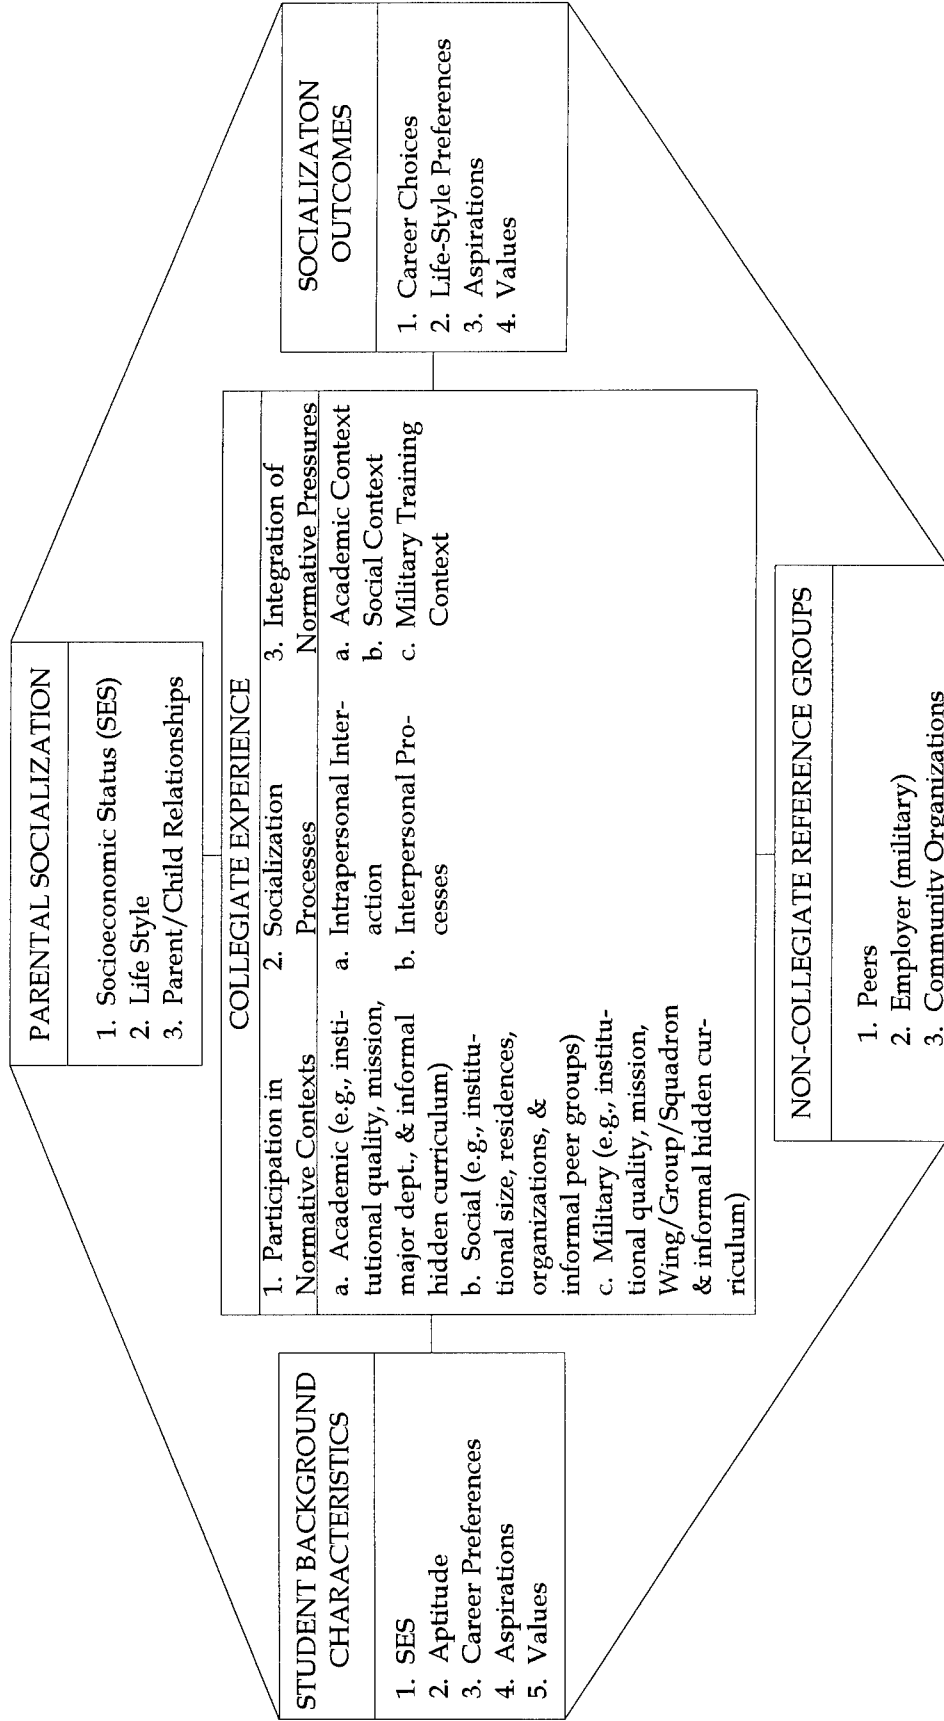 PARENTAL SOCIALIZATION
1. Socioeconomic Status (SES)
2. Life Style
3. Parent/Child Relationships
STUDENT BACKGROUND
CHARACTERISTICS
1. SES
2. Aptitude
3. Career Preferences
4. Aspirations
5. Values
COLLEGIATE EXPERIENCE
1. Participation in
Normative Contexts
a. Academic (e.g., insti-
tutional quality, mission,
major dept., & informal
hidden curriculum)
b. Social (e.g., institu-
tional size, residences,
organizations, &
informal peer groups)
c. Military (e.g., institu-
tional quality, mission,
Wing/Group/Squadron
& informal hidden cur-
riculum)
2. Socialization
Processes
a. Intrapersonal Inter-
action
b. Interpersonal Pro-
cesses
3. Integration of
Normative Pressures
a. Academic Context
b. Social Context
c. Military Training
Context
SOCIALIZATON
OUTCOMES
1. Career Choices
2. Life-Style Preferences
3. Aspirations
4. Values
NON-COLLEGIATE REFERENCE GROUPS
1. Peers
2. Employer (military)
3. Community Organizations